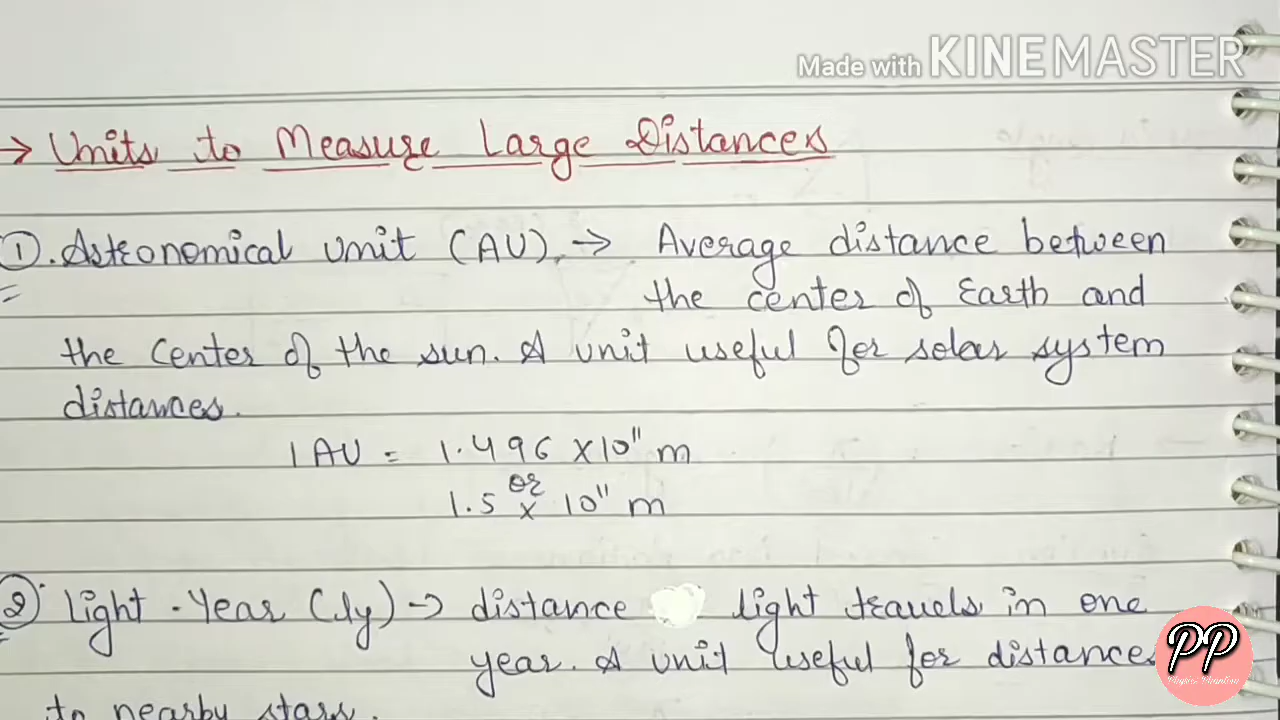 Made with KINEMASTER
→ Units to Measure Large Distances
① Astronomical Unit (AU) → Average distance between
the center of Earth and
the center of the sun. A unit useful for solar system
distances.
1 AU = 1.496 × 10¹¹ m
or
1.5 × 10¹¹ m
② Light-Year (ly) → distance light travels in one
year. A unit useful for distances
to nearby stars.
PP